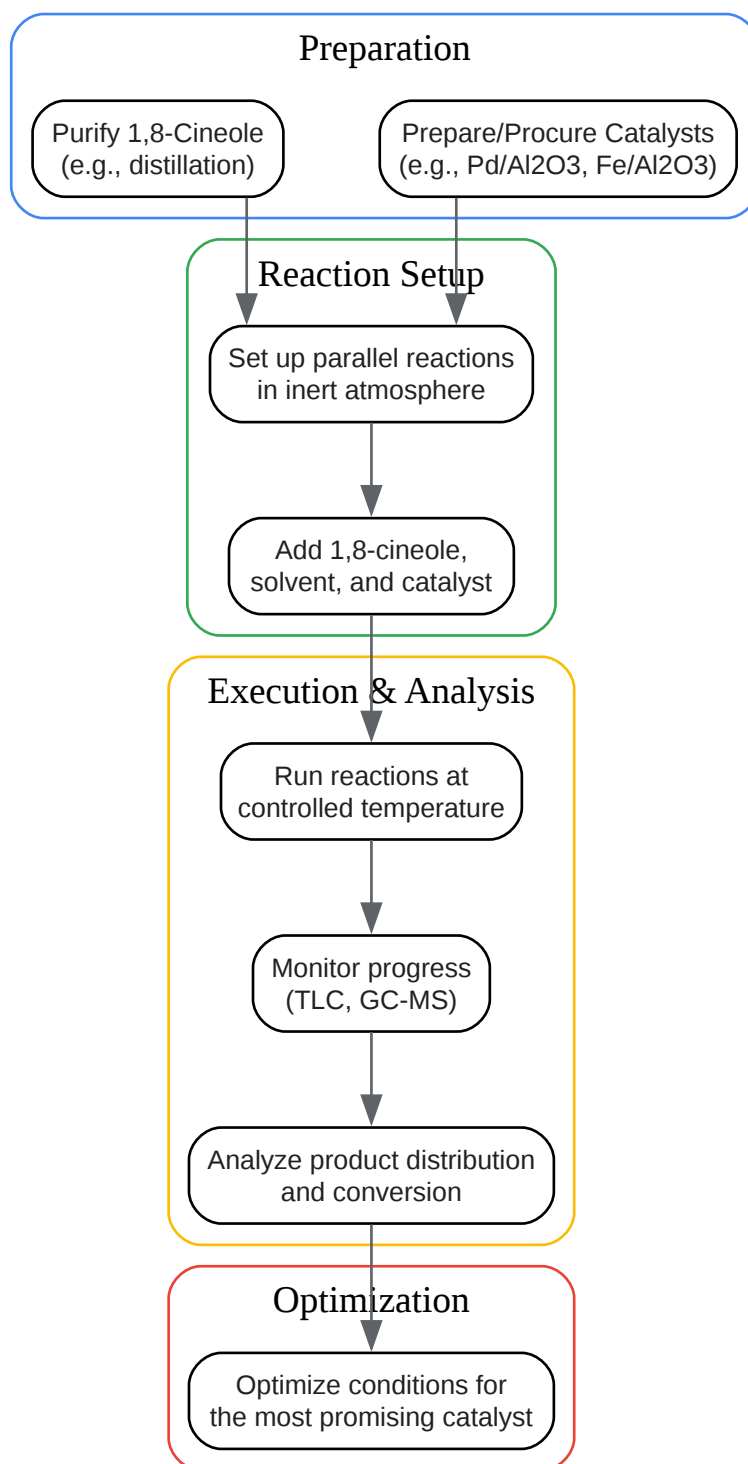 Preparation
Purify 1,8-Cineole
(e.g., distillation)
Prepare/Procure Catalysts
(e.g., Pd/Al2O3, Fe/Al2O3)
Reaction Setup
Set up parallel reactions
in inert atmosphere
Add 1,8-cineole,
solvent, and catalyst
Execution & Analysis
Run reactions at
controlled temperature
Monitor progress
(TLC, GC-MS)
Analyze product distribution
and conversion
Optimization
Optimize conditions for
the most promising catalyst